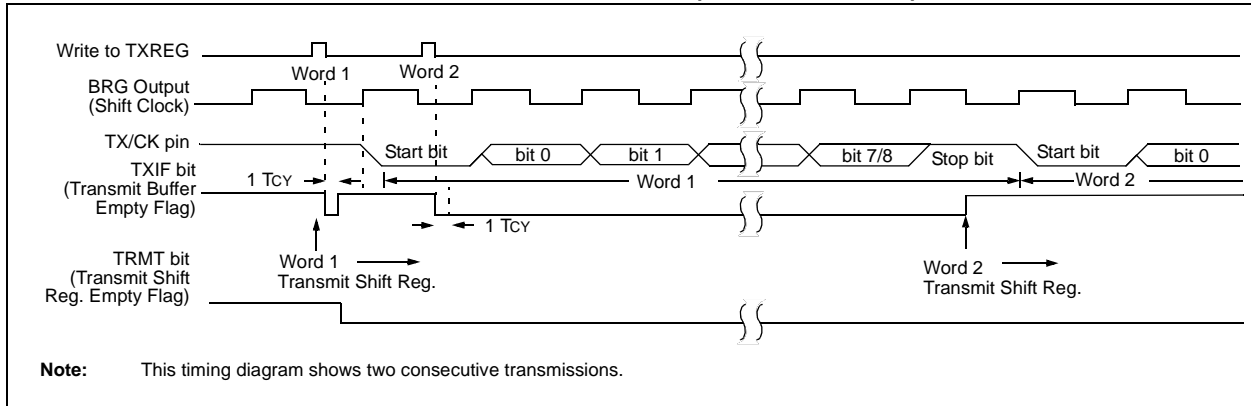 Write to TXREG
Word 1
Word 2
BRG Output
(Shift Clock)
TX/CK pin
Start bit
bit 0
bit 1
bit 7/8
Stop bit
Start bit
bit 0
TXIF bit
(Transmit Buffer
Empty Flag)
1 TCY
Word 1
Word 2
1 TCY
Word 1
Transmit Shift Reg.
Word 2
Transmit Shift Reg.
TRMT bit
(Transmit Shift
Reg. Empty Flag)
Note: This timing diagram shows two consecutive transmissions.